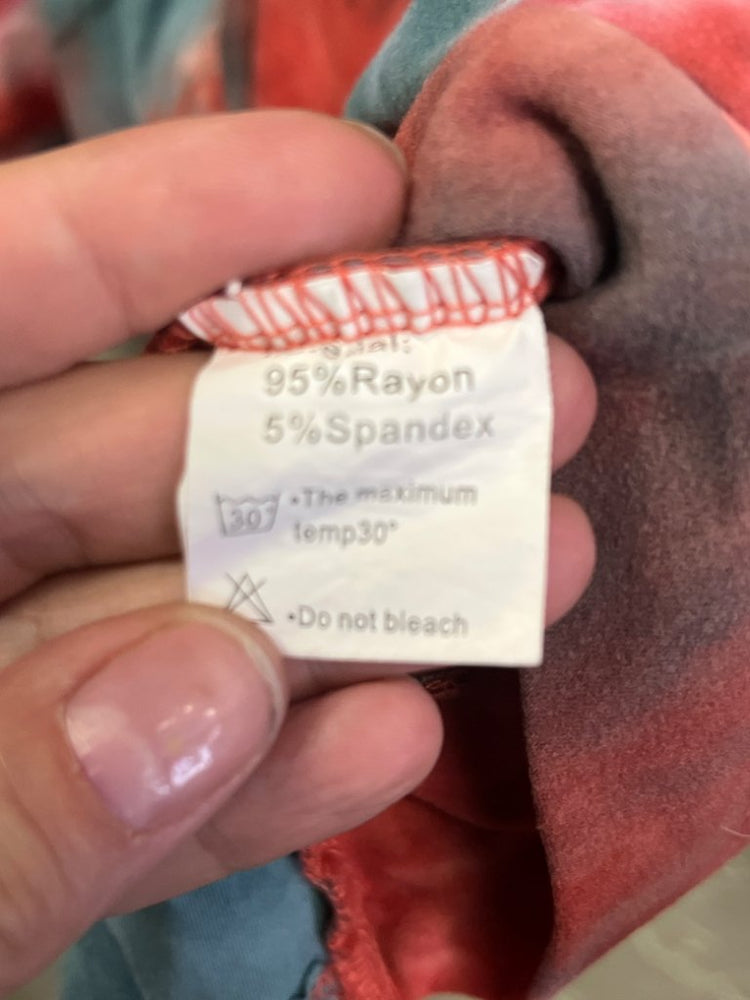 95%Rayon
5%Spandex
30
•The maximum
temp30°
•Do not bleach